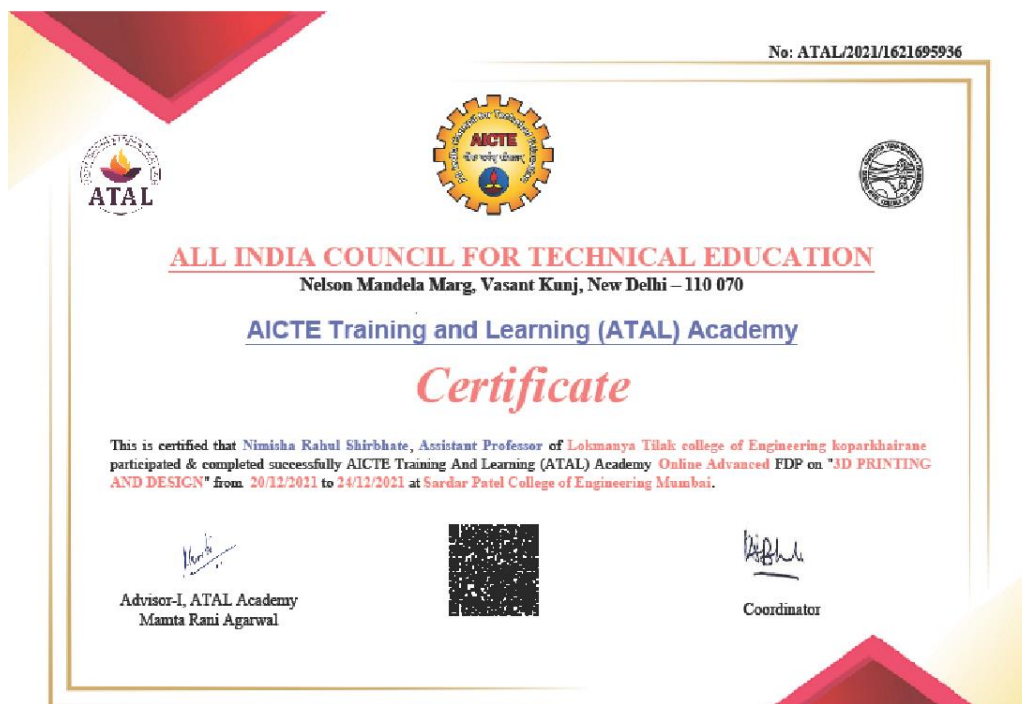 No: ATAL/2021/1621695936
AICTE
ATAL
ALL INDIA COUNCIL FOR TECHNICAL EDUCATION
Nelson Mandela Marg, Vasant Kunj, New Delhi – 110 070
AICTE Training and Learning (ATAL) Academy
Certificate
This is certified that Nimisha Rahul Shirbhate, Assistant Professor of Lokmanya Tilak college of Engineering koparkhairane
participated & completed successfully AICTE Training And Learning (ATAL) Academy Online Advanced FDP on "3D PRINTING
AND DESIGN" from 20/12/2021 to 24/12/2021 at Sardar Patel College of Engineering Mumbai.
Advisor-I, ATAL Academy
Mamta Rani Agarwal
Coordinator